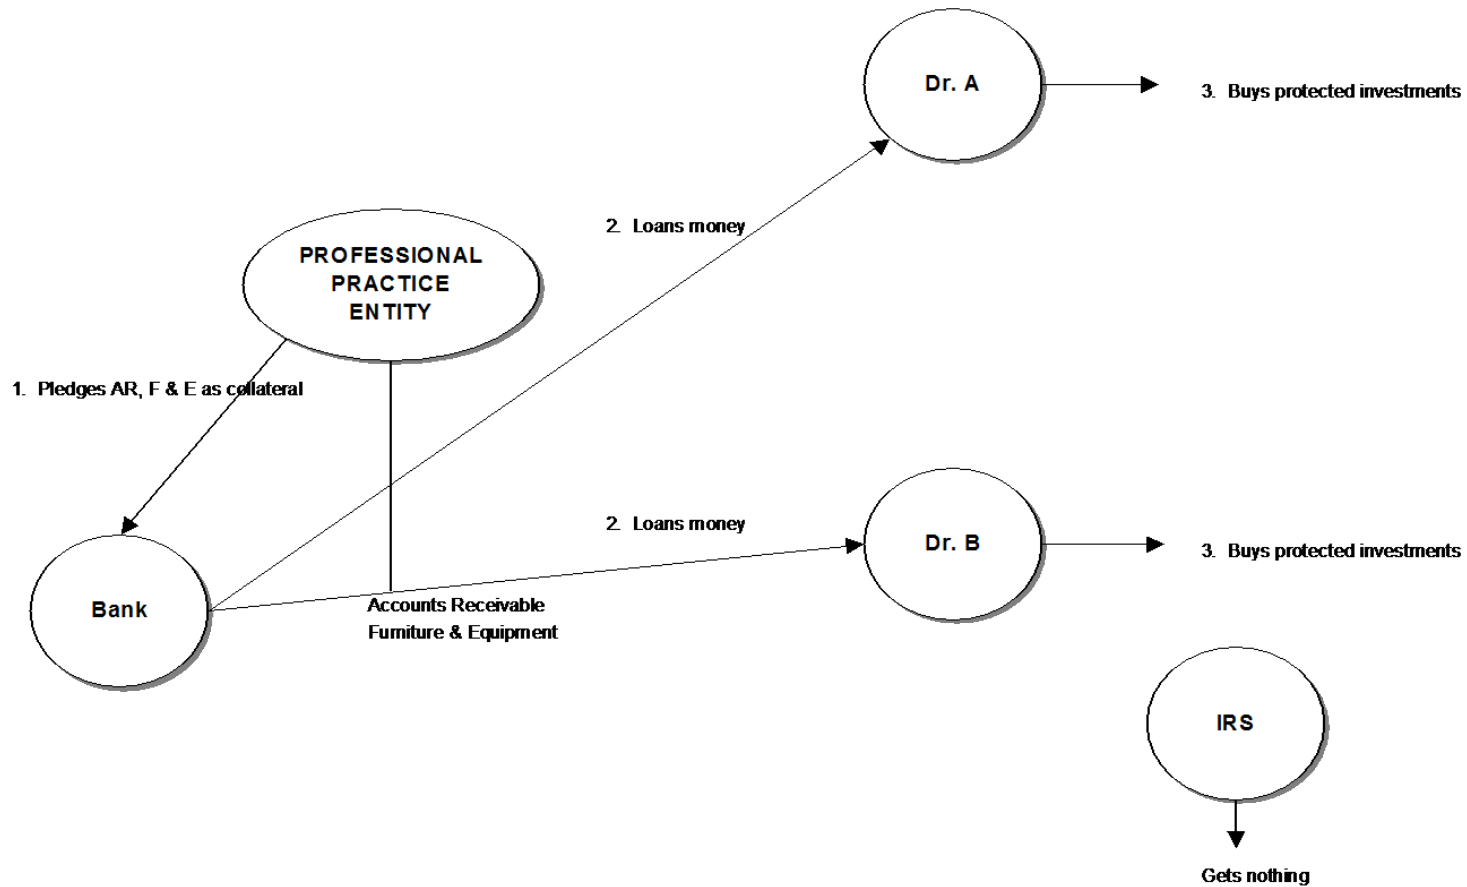 Dr. A
3. Buys protected investments
2. Loans money
PROFESSIONAL
PRACTICE
ENTITY
1. Pledges AR, F & E as collateral
2. Loans money
Dr. B
3. Buys protected investments
Bank
Accounts Receivable
Furniture & Equipment
IRS
Gets nothing